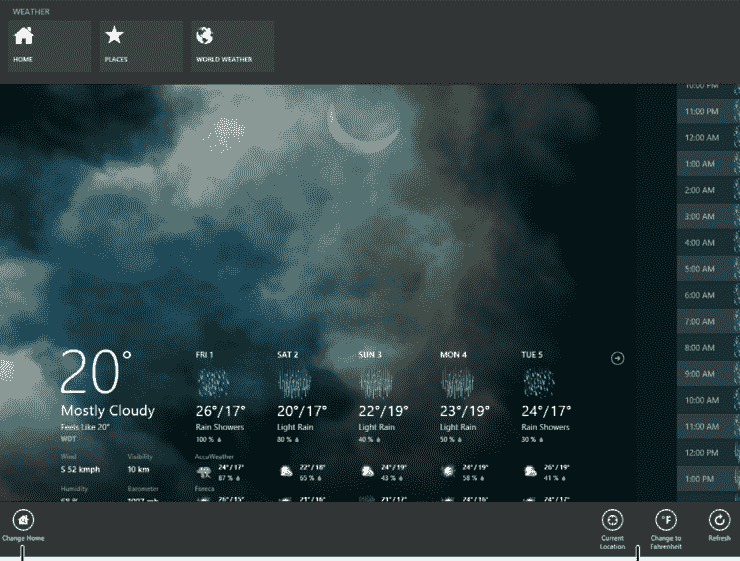 WEATHER
HOME
PLACES
WORLD WEATHER
10:00 PM
11:00 PM
12:00 AM
1:00 AM
2:00 AM
3:00 AM
4:00 AM
5:00 AM
6:00 AM
7:00 AM
8:00 AM
9:00 AM
10:00 AM
11:00 AM
12:00 PM
1:00 PM
20°
Mostly Cloudy
Feels Like 20°
WDT
Wind
S 52 kmph
Visibility
10 km
Humidity
Barometer
FRI 1
26°/17°
Rain Showers
100 %
SAT 2
20°/17°
Light Rain
80 %
SUN 3
22°/19°
Light Rain
40 %
MON 4
23°/19°
Light Rain
50 %
TUE 5
24°/17°
Rain Showers
30 %
AccuWeather
24°/17°
87 %
22°/18°
65 %
24°/19°
43 %
24°/19°
58 %
26°/19°
41 %
Foreca
Change Home
Current
Location
°F
Change to
Fahrenheit
Refresh